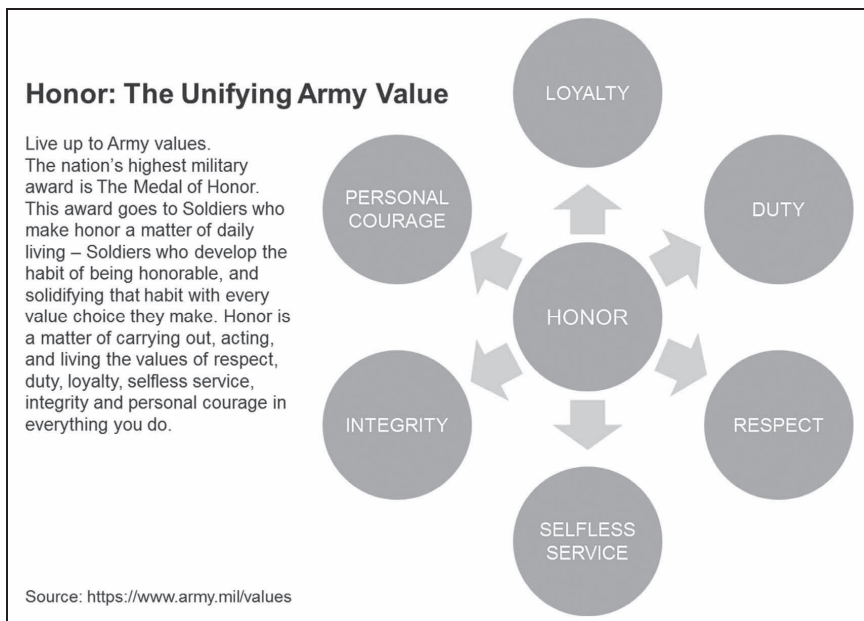 Honor: The Unifying Army Value
Live up to Army values.
The nation’s highest military
award is The Medal of Honor.
This award goes to Soldiers who
make honor a matter of daily
living – Soldiers who develop the
habit of being honorable, and
solidifying that habit with every
value choice they make. Honor is
a matter of carrying out, acting,
and living the values of respect,
duty, loyalty, selfless service,
integrity and personal courage in
everything you do.
LOYALTY
PERSONAL
COURAGE
DUTY
HONOR
INTEGRITY
RESPECT
SELFLESS
SERVICE
Source: https://www.army.mil/values